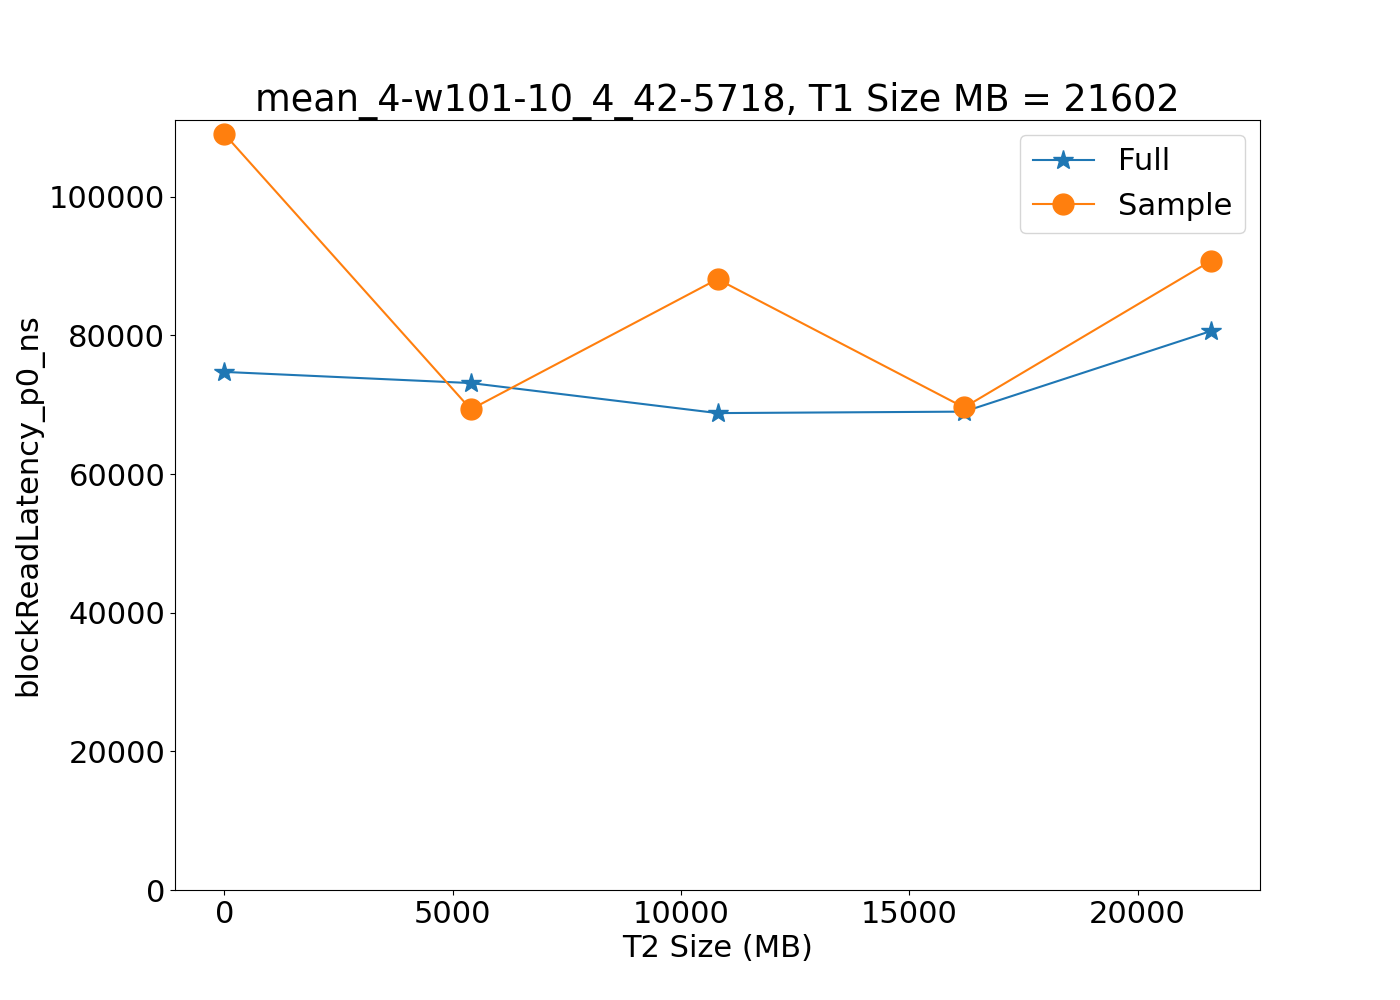 mean_4-w101-10_4_42-5718, T1 Size MB = 21602
Full
Sample
100000
80000
60000
40000
20000
0
blockReadLatency_p0_ns
0 5000 10000 15000 20000
T2 Size (MB)